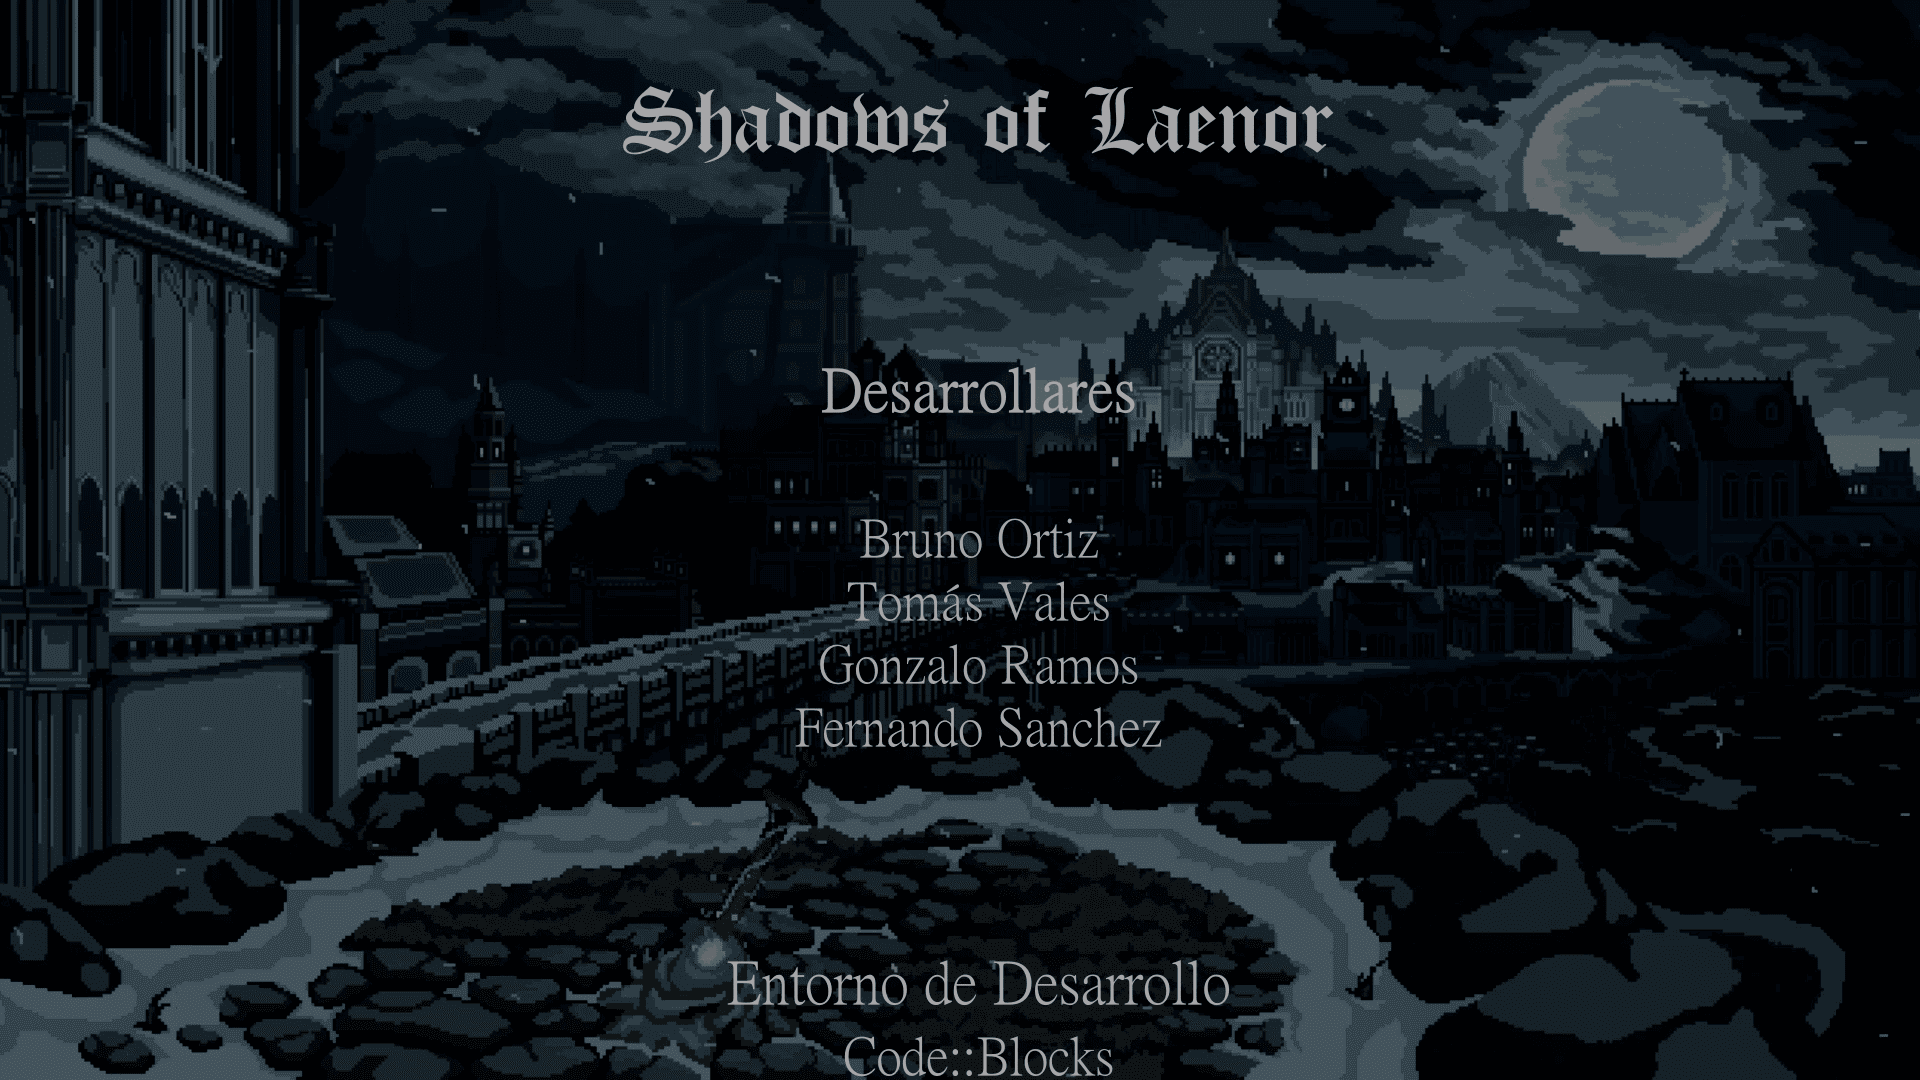 Shadows of Laenor
Desarrollares
Bruno Ortiz
Tomás Vales
Gonzalo Ramos
Fernando Sanchez
Entorno de Desarrollo
Code::Blocks